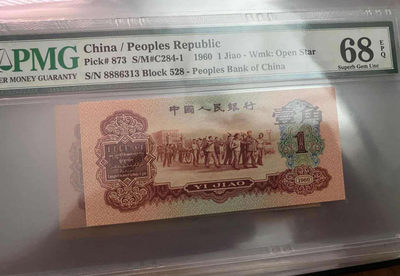 PMG
PAPER MONEY GUARANTY
China / Peoples Republic
Pick# 873 S/M#C284-1 1960 1 Jiao - Wmk: Open Star
S/N 8886313 Block 528 - Peoples Bank of China
68 EPQ
Superb Gem Unc
中国人民银行
壹角
1
YI JIAO
1960